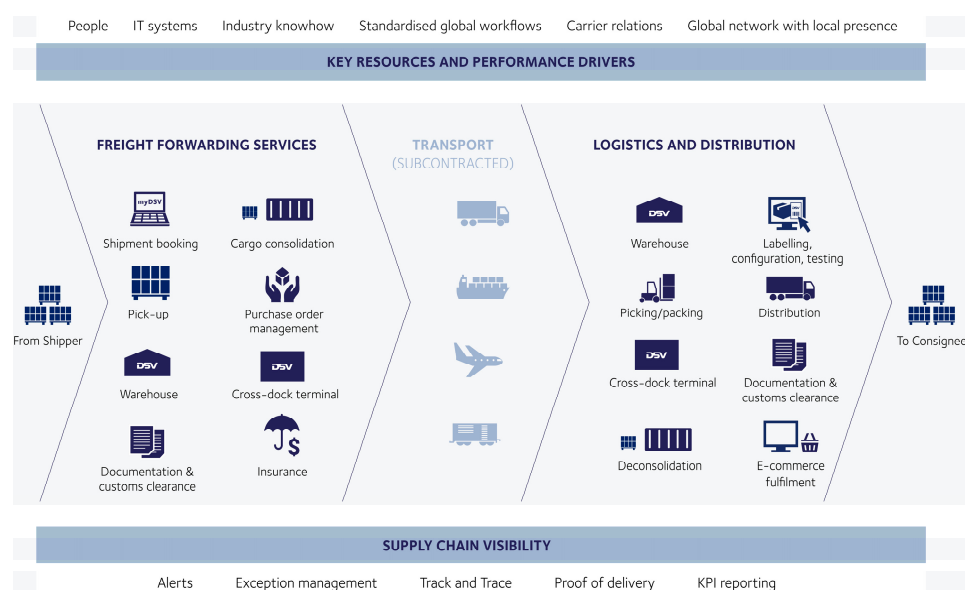 People IT systems Industry knowhow Standardised global workflows Carrier relations Global network with local presence
KEY RESOURCES AND PERFORMANCE DRIVERS
FREIGHT FORWARDING SERVICES
myDSV
Shipment booking
Cargo consolidation
Pick-up
Purchase order
management
DSV
Warehouse
DSV
Cross-dock terminal
Documentation &
customs clearance
Insurance
From Shipper
TRANSPORT
(SUBCONTRACTED)
LOGISTICS AND DISTRIBUTION
DSV
Warehouse
Labelling,
configuration, testing
Picking/packing
Distribution
DSV
Cross-dock terminal
Documentation &
customs clearance
Deconsolidation
E-commerce
fulfilment
To Consignee
SUPPLY CHAIN VISIBILITY
Alerts Exception management Track and Trace Proof of delivery KPI reporting